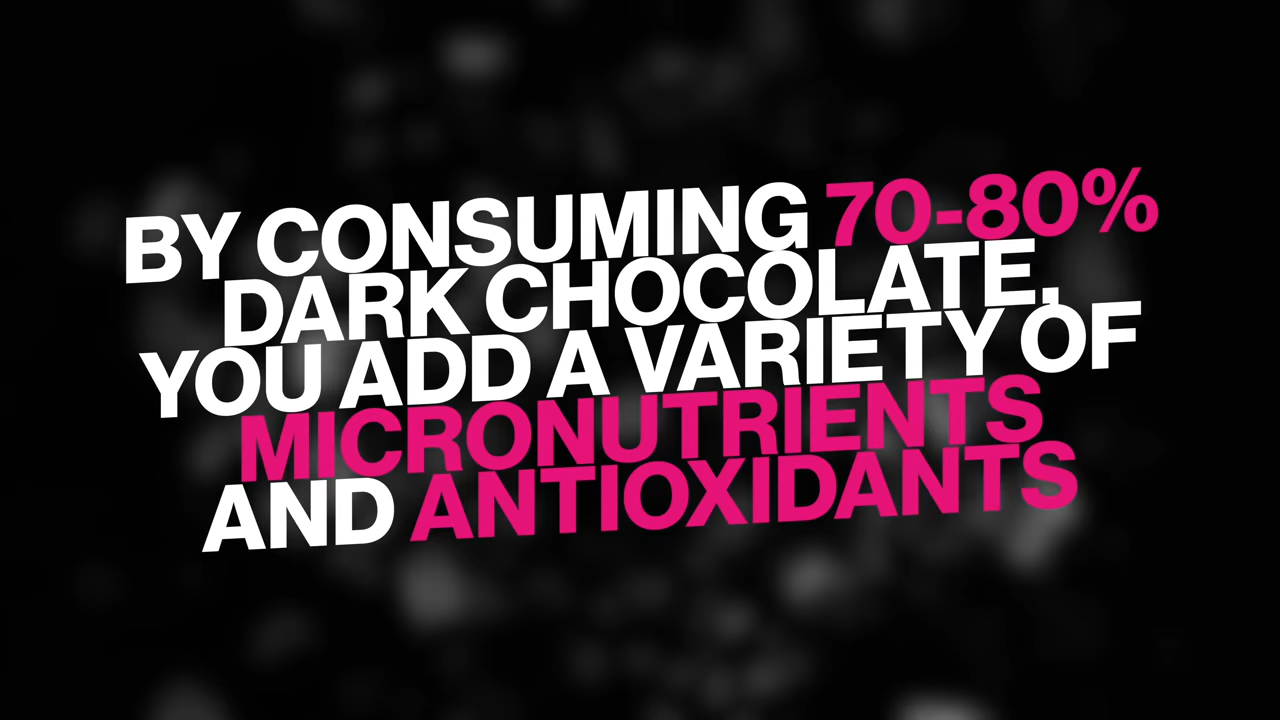 BY CONSUMING 70-80%
DARK CHOCOLATE,
YOU ADD A VARIETY OF
MICRONUTRIENTS
AND ANTIOXIDANTS